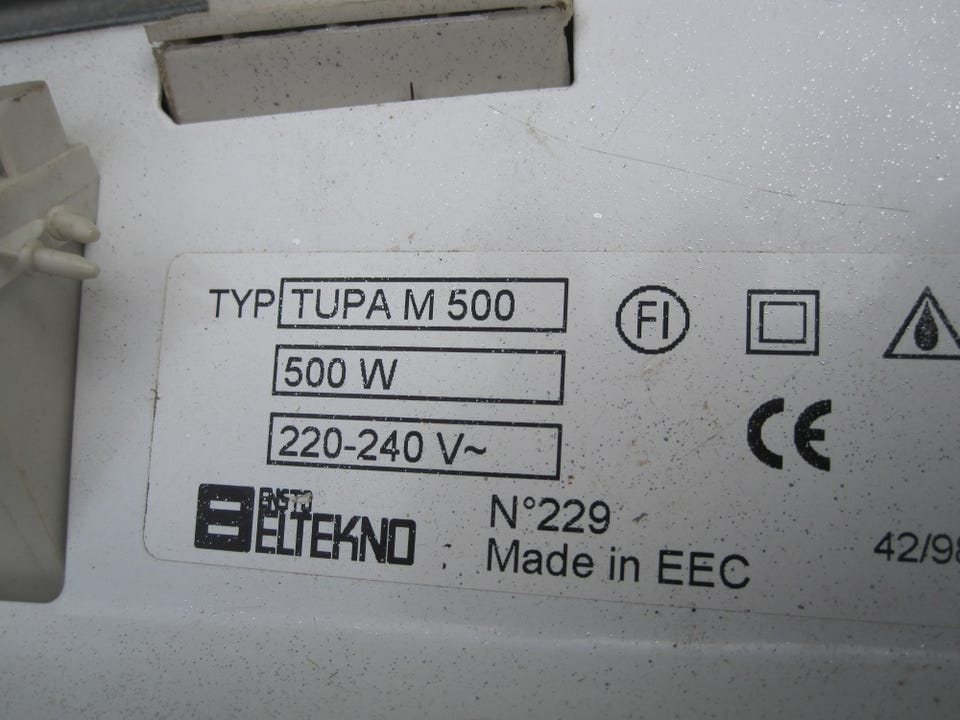 TYP TUPA M 500
FI
500 W
220-240 V~
CE
ENSTO
ELTEKNO
N°229
Made in EEC
42/98